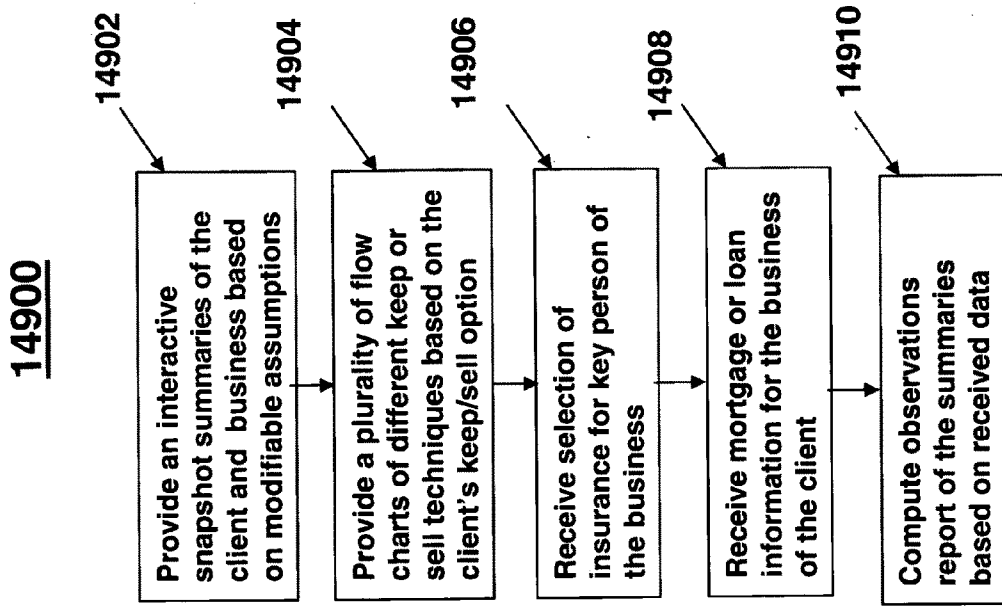 14900
Provide an interactive
snapshot summaries of the
client and business based
on modifiable assumptions
14902
Provide a plurality of flow
charts of different keep or
sell techniques based on the
client's keep/sell option
14904
Receive selection of
insurance for key person of
the business
14906
Receive mortgage or loan
information for the business
of the client
14908
Compute observations
report of the summaries
based on received data
14910